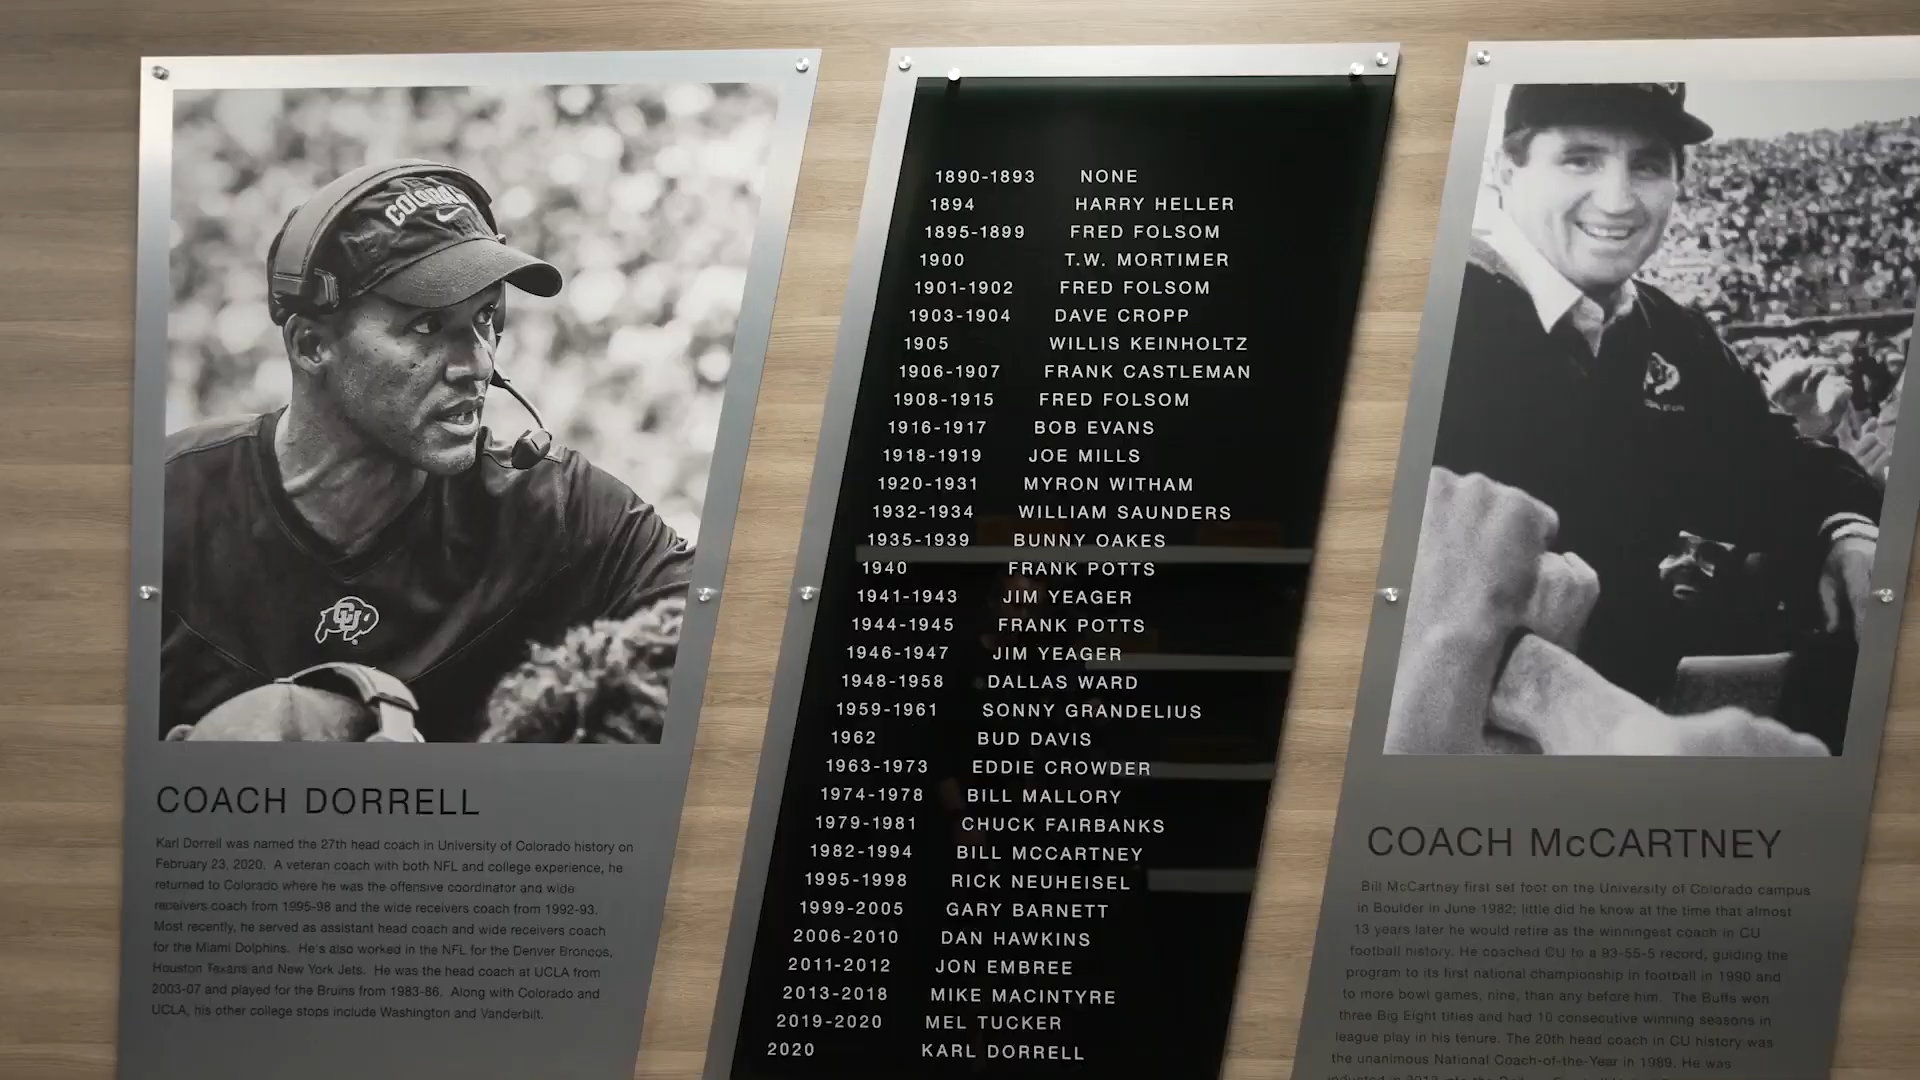 COLORADO
CU
COACH DORRELL
Karl Dorrell was named the 27th head coach in University of Colorado history on
February 23, 2020. A veteran coach with both NFL and college experience, he
returned to Colorado where he was the offensive coordinator and wide
receivers coach from 1995-98 and the wide receivers coach from 1992-93.
Most recently, he served as assistant head coach and wide receivers coach
for the Miami Dolphins. He's also worked in the NFL for the Denver Broncos,
Houston Texans and New York Jets. He was the head coach at UCLA from
2003-07 and played for the Bruins from 1983-86. Along with Colorado and
UCLA, his other college stops include Washington and Vanderbilt.
1890-1893 NONE
1894 HARRY HELLER
1895-1899 FRED FOLSOM
1900 T.W. MORTIMER
1901-1902 FRED FOLSOM
1903-1904 DAVE CROPP
1905 WILLIS KEINHOLTZ
1906-1907 FRANK CASTLEMAN
1908-1915 FRED FOLSOM
1916-1917 BOB EVANS
1918-1919 JOE MILLS
1920-1931 MYRON WITHAM
1932-1934 WILLIAM SAUNDERS
1935-1939 BUNNY OAKES
1940 FRANK POTTS
1941-1943 JIM YEAGER
1944-1945 FRANK POTTS
1946-1947 JIM YEAGER
1948-1958 DALLAS WARD
1959-1961 SONNY GRANDELIUS
1962 BUD DAVIS
1963-1973 EDDIE CROWDER
1974-1978 BILL MALLORY
1979-1981 CHUCK FAIRBANKS
1982-1994 BILL MCCARTNEY
1995-1998 RICK NEUHEISEL
1999-2005 GARY BARNETT
2006-2010 DAN HAWKINS
2011-2012 JON EMBREE
2013-2018 MIKE MACINTYRE
2019-2020 MEL TUCKER
2020 KARL DORRELL
COACH McCARTNEY
Bill McCartney first set foot on the University of Colorado campus
in Boulder in June 1982; little did he know at the time that almost
13 years later he would retire as the winningest coach in CU
football history. He coached CU to a 93-55-5 record, guiding the
program to its first national championship in football in 1990 and
to more bowl games, nine, than any before him. The Buffs won
three Big Eight titles and had 10 consecutive winning seasons in
league play in his tenure. The 20th head coach in CU history was
the unanimous National Coach-of-the-Year in 1989. He was